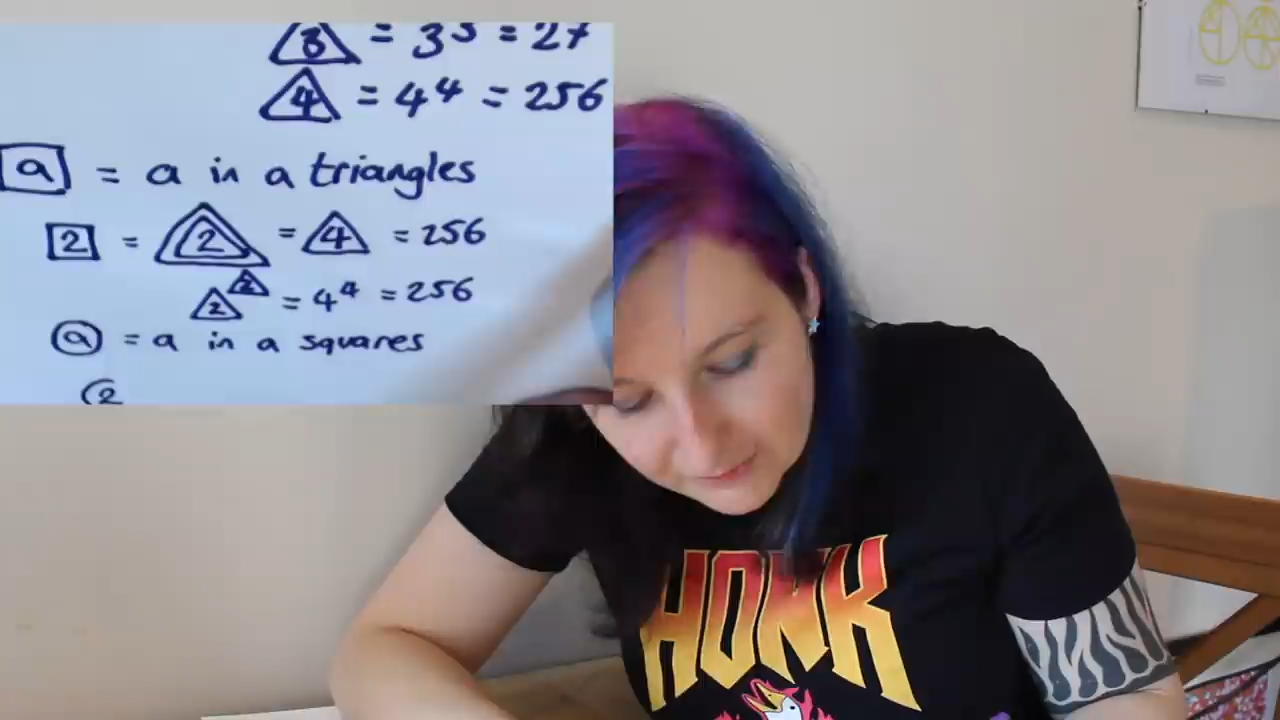 3 = 3³ = 27
4 = 4⁴ = 256
a = a in a triangles
2 = 2 = 4 = 256
2 2 = 4⁴ = 256
a = a in a squares
2
HONK